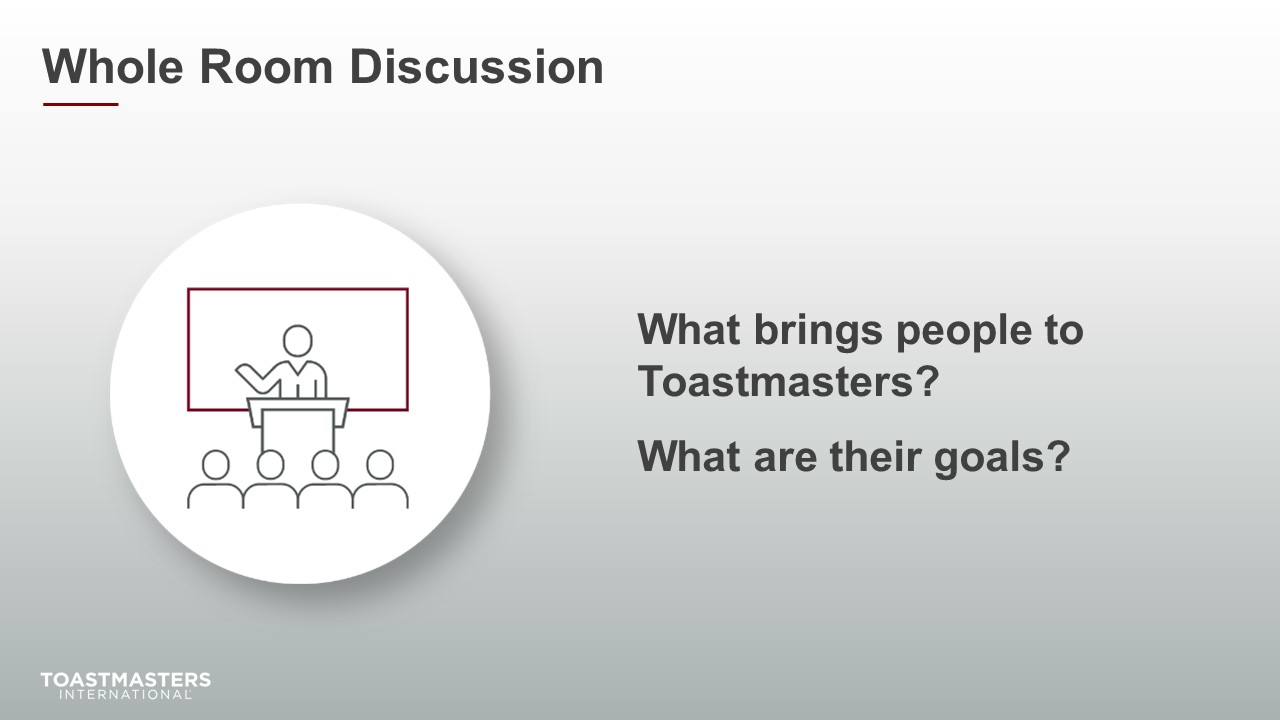 Whole Room Discussion
What brings people to
Toastmasters?
What are their goals?
TOASTMASTERS
INTERNATIONAL